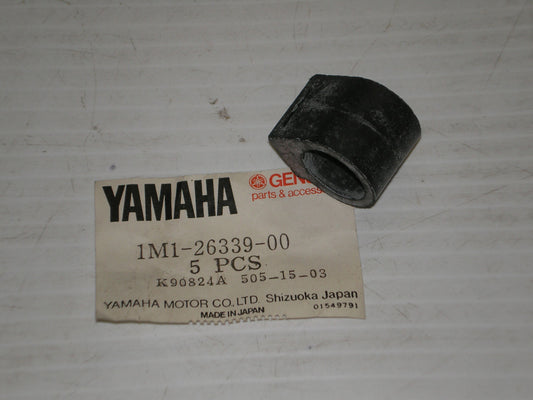 YAMAHA
GENU
parts & access
1M1-26339-00
5 PCS
K90824A 505-15-03
YAMAHA MOTOR CO., LTD. Shizuoka Japan
MADE IN JAPAN
01549791